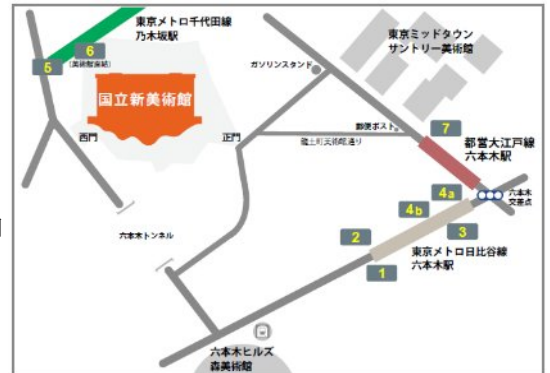 東京メトロ千代田線
乃木坂駅
6
(美術館直結)
5
国立新美術館
西門
正門
ガソリンスタンド
東京ミッドタウン
サントリー美術館
郵便ポスト
龍土町美術館通り
7
都営大江戸線
六本木駅
4a
六本木
交差点
4b
3
2
東京メトロ日比谷線
六本木駅
1
六本木トンネル
六本木ヒルズ
森美術館